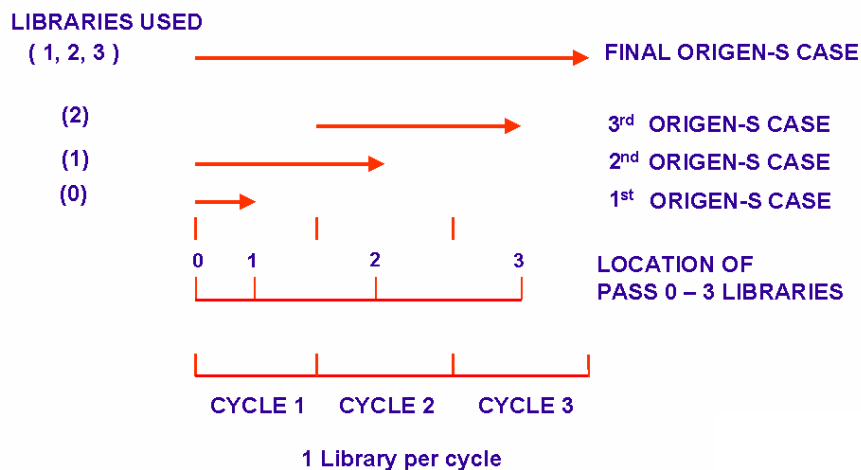 LIBRARIES USED
( 1, 2, 3 ) FINAL ORIGEN-S CASE
(2) 3rd ORIGEN-S CASE
(1) 2nd ORIGEN-S CASE
(0) 1st ORIGEN-S CASE
0 1 2 3 LOCATION OF
PASS 0 – 3 LIBRARIES
CYCLE 1 CYCLE 2 CYCLE 3
1 Library per cycle